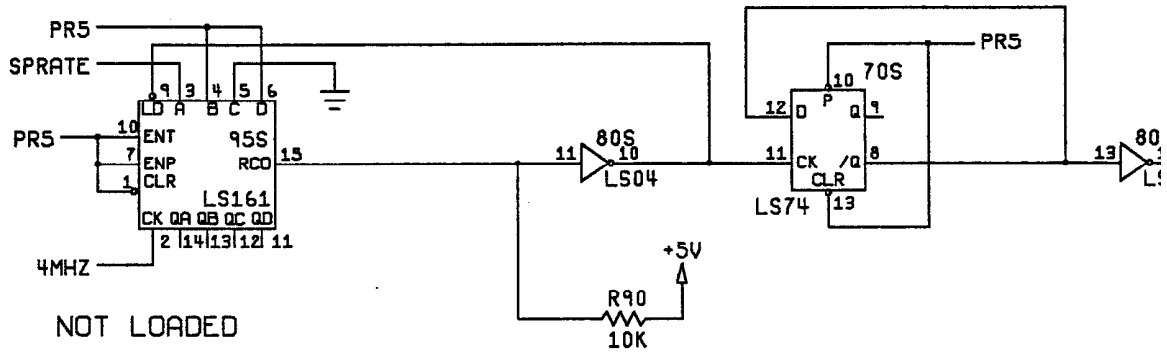 PR5
SPRATE
9 3 4 5 6
LD A B C D
PR5
10 ENT 95S
7 ENP RCO 15
1 CLR
LS161
CK QA QB QC QD
2 14 13 12 11
4MHZ
NOT LOADED
80S
11 10
LS04
+5V
R90
10K
PR5
70S
10
P
12 D Q 9
11 CK /Q 8
CLR
LS74 13
80
13 1
LS